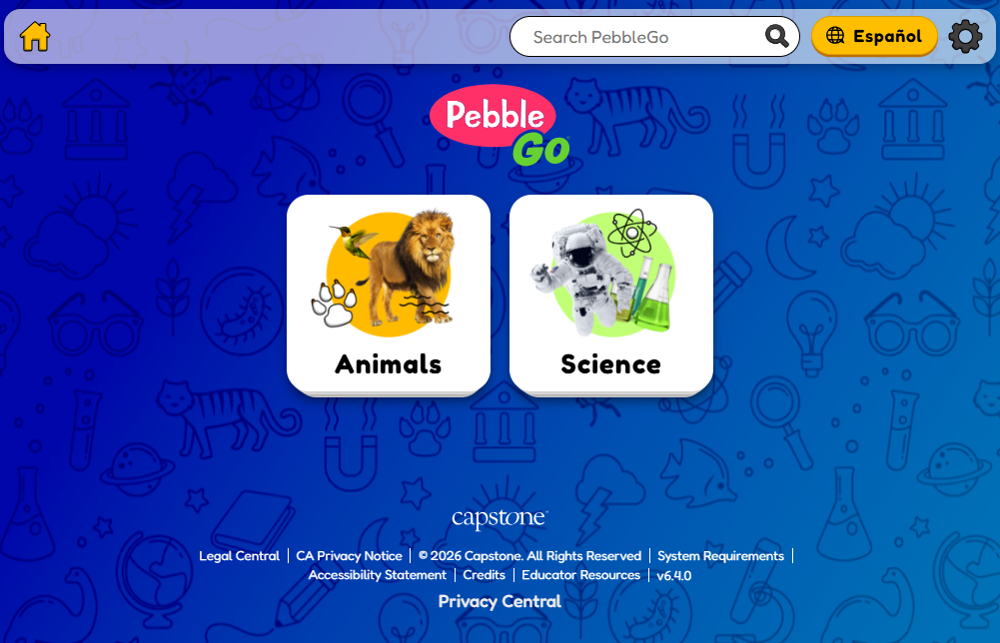 Search PebbleGo
Español
Pebble
Go
Animals
Science
capstone
Legal Central | CA Privacy Notice | © 2026 Capstone. All Rights Reserved | System Requirements |
Accessibility Statement | Credits | Educator Resources | v6.4.0
Privacy Central